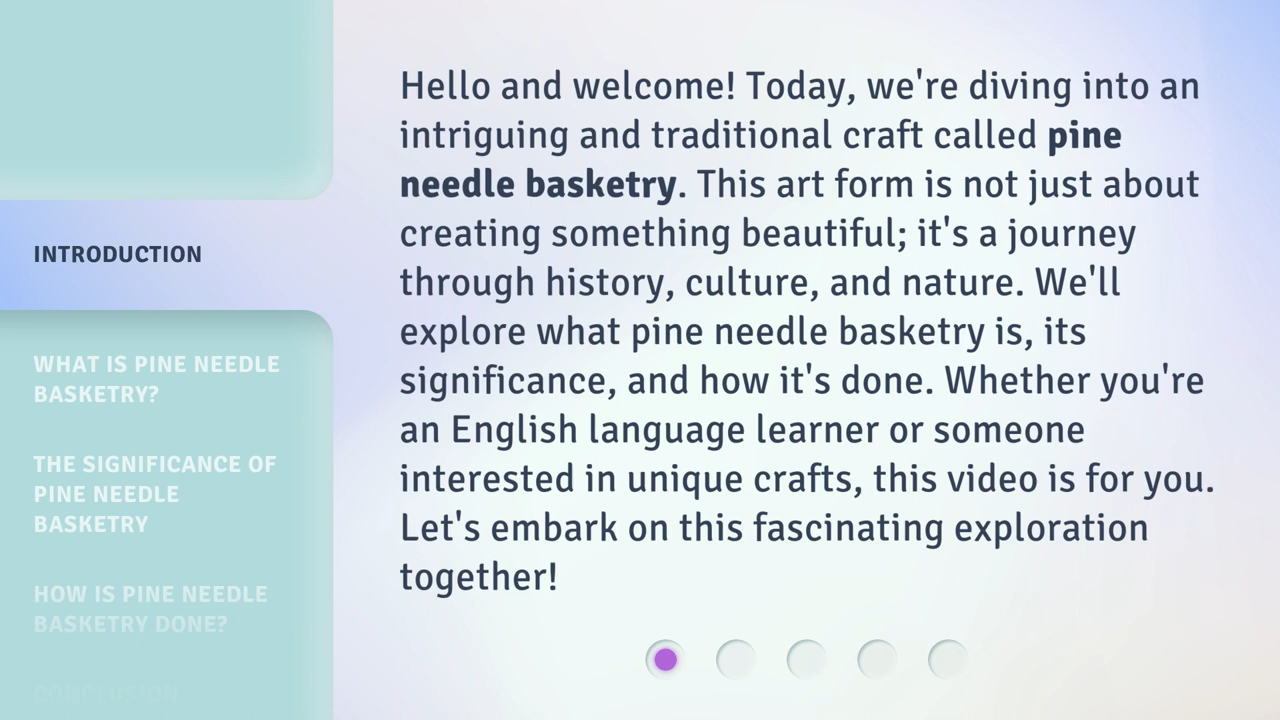 INTRODUCTION
WHAT IS PINE NEEDLE
BASKETRY?
THE SIGNIFICANCE OF
PINE NEEDLE
BASKETRY
HOW IS PINE NEEDLE
BASKETRY DONE?
CONCLUSION
Hello and welcome! Today, we're diving into an
intriguing and traditional craft called pine
needle basketry. This art form is not just about
creating something beautiful; it's a journey
through history, culture, and nature. We'll
explore what pine needle basketry is, its
significance, and how it's done. Whether you're
an English language learner or someone
interested in unique crafts, this video is for you.
Let's embark on this fascinating exploration
together!